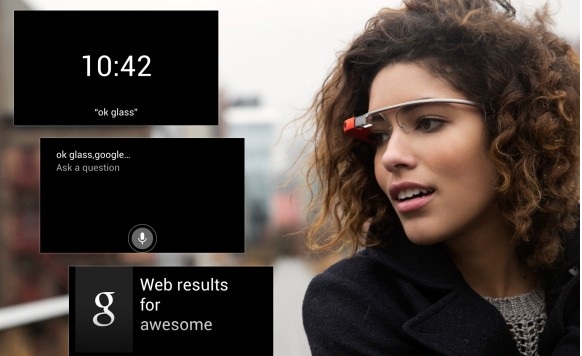 10:42
"ok glass"
ok glass,google...
Ask a question
g
Web results
for
awesome